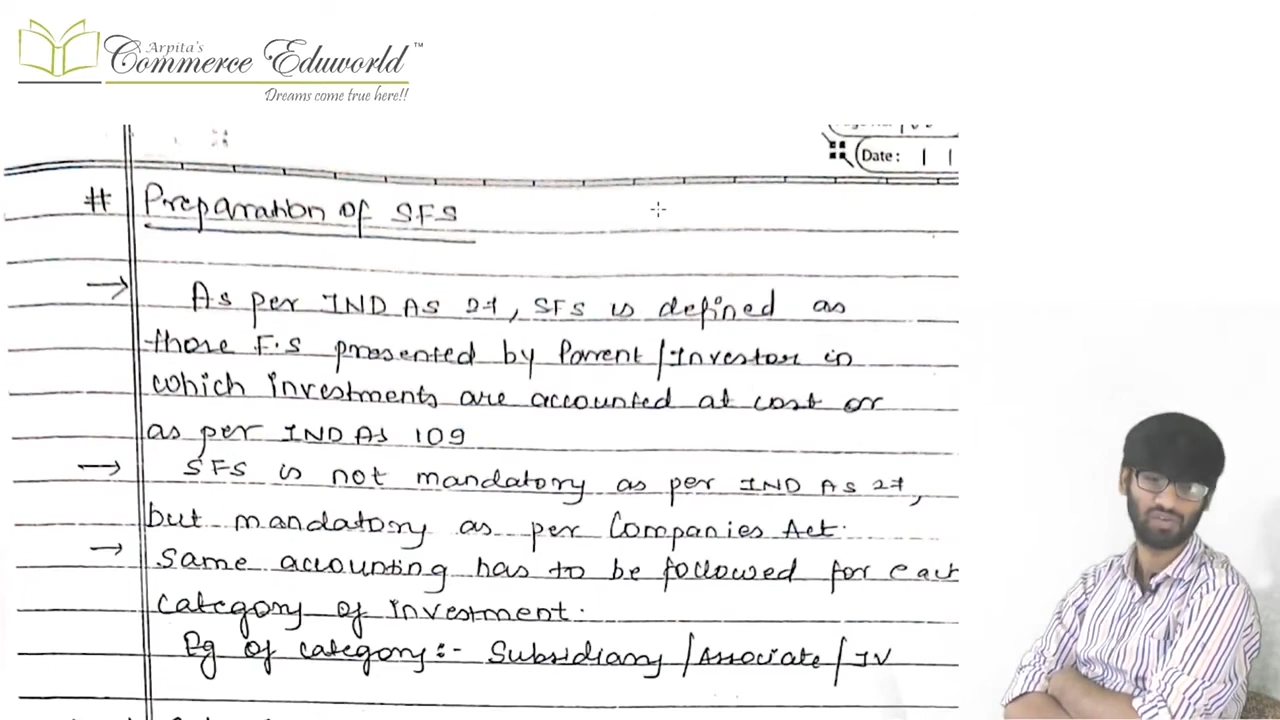 Arpita's
Commerce Eduworld™
Dreams come true here!!
Date:
# Preparation of SFS
→ As per IND AS 27, SFS is defined as
those F.S presented by Parent/Investor in
which investments are accounted at cost or
as per IND AS 109
→ SFS is not mandatory as per IND AS 27,
but mandatory as per Companies Act.
→ Same accounting has to be followed for each
category of investment.
Eg of category:- Subsidiary/Associate/JV